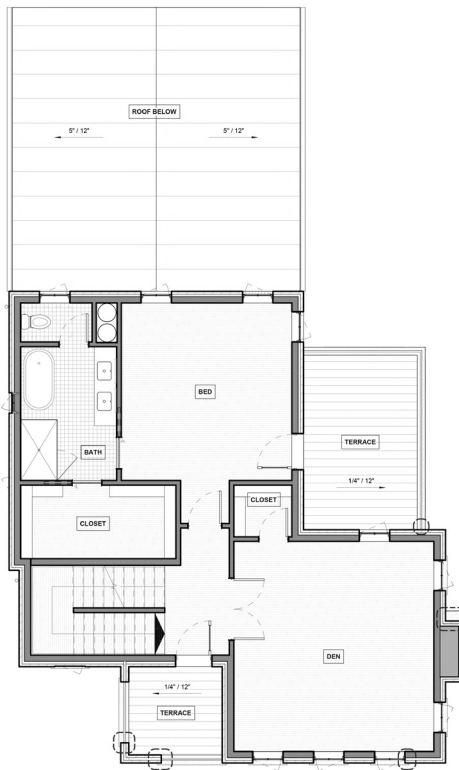 ROOF BELOW
5" / 12"
5" / 12"
BED
TERRACE
BATH
1/4" / 12"
CLOSET
CLOSET
DEN
1/4" / 12"
TERRACE